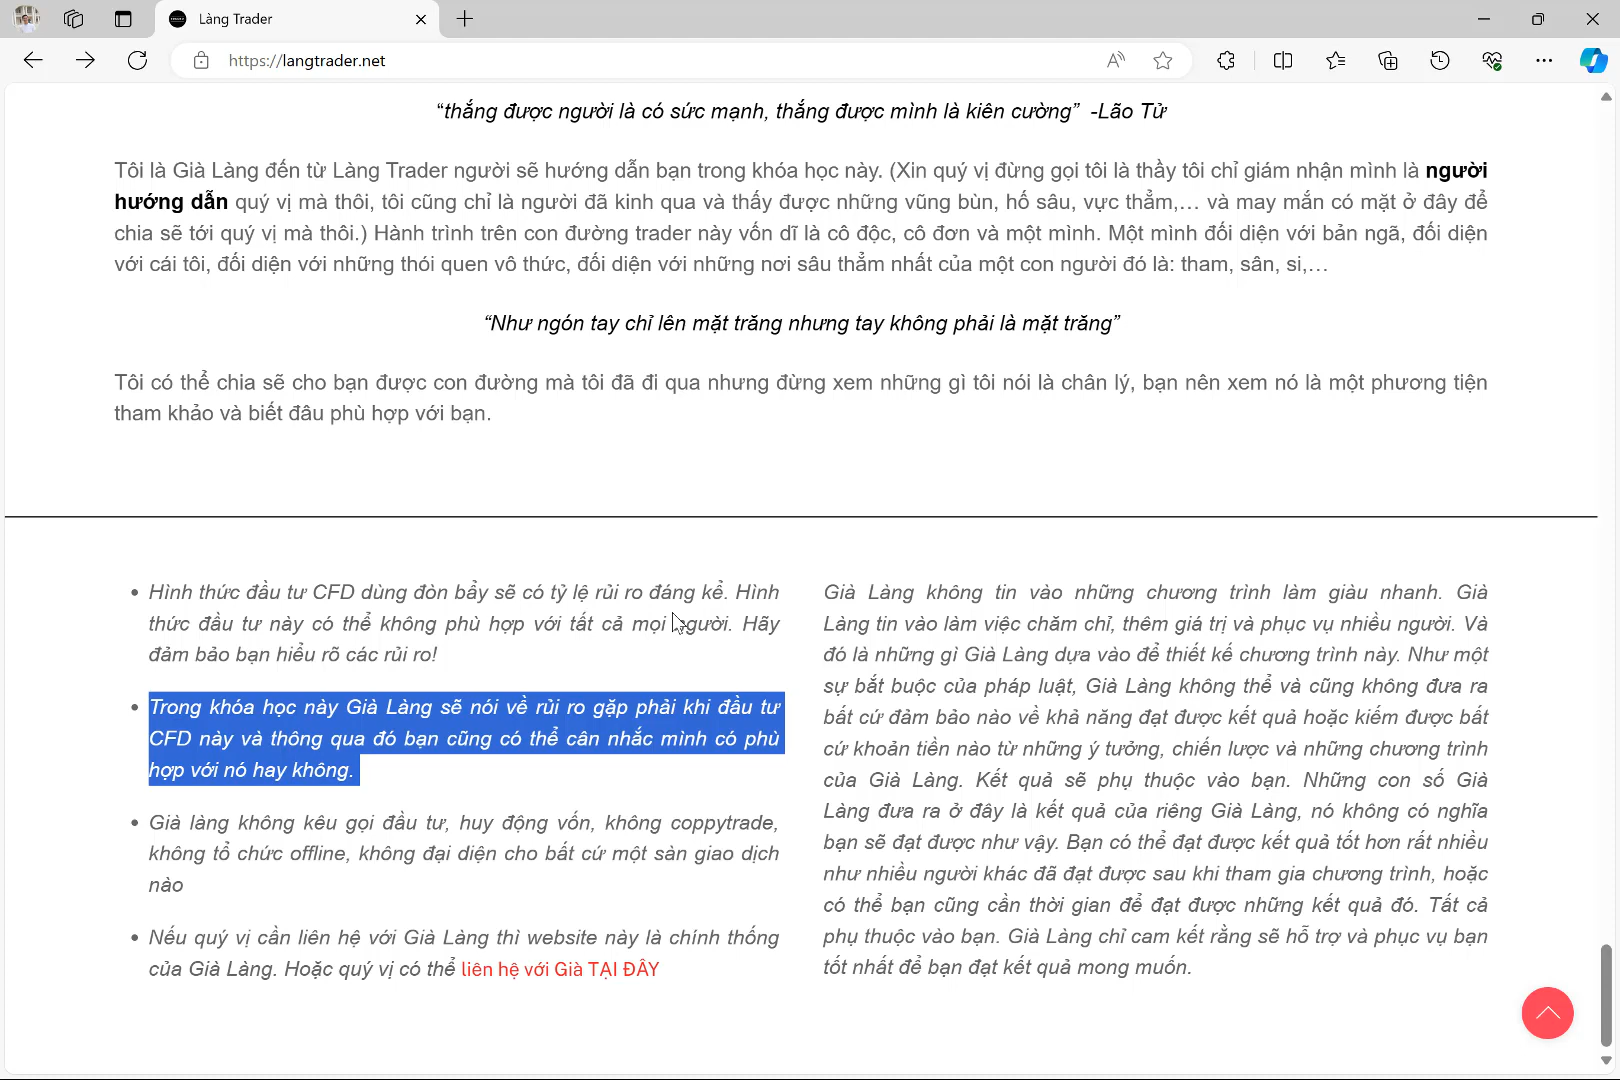 Làng Trader
https://langtrader.net
“thắng được người là có sức mạnh, thắng được mình là kiên cường” -Lão Tử
Tôi là Già Làng đến từ Làng Trader người sẽ hướng dẫn bạn trong khóa học này. (Xin quý vị đừng gọi tôi là thầy tôi chỉ giám nhận mình là người
hướng dẫn quý vị mà thôi, tôi cũng chỉ là người đã kinh qua và thấy được những vũng bùn, hố sâu, vực thẳm,... và may mắn có mặt ở đây để
chia sẽ tới quý vị mà thôi.) Hành trình trên con đường trader này vốn dĩ là cô độc, cô đơn và một mình. Một mình đối diện với bản ngã, đối diện
với cái tôi, đối diện với những thói quen vô thức, đối diện với những nơi sâu thẳm nhất của một con người đó là: tham, sân, si,...
“Như ngón tay chỉ lên mặt trăng nhưng tay không phải là mặt trăng”
Tôi có thể chia sẽ cho bạn được con đường mà tôi đã đi qua nhưng đừng xem những gì tôi nói là chân lý, bạn nên xem nó là một phương tiện
tham khảo và biết đâu phù hợp với bạn.
• Hình thức đầu tư CFD dùng đòn bẩy sẽ có tỷ lệ rủi ro đáng kể. Hình
thức đầu tư này có thể không phù hợp với tất cả mọi người. Hãy
đảm bảo bạn hiểu rõ các rủi ro!
• Trong khóa học này Già Làng sẽ nói về rủi ro gặp phải khi đầu tư
CFD này và thông qua đó bạn cũng có thể cân nhắc mình có phù
hợp với nó hay không.
• Già làng không kêu gọi đầu tư, huy động vốn, không coppytrade,
không tổ chức offline, không đại diện cho bất cứ một sàn giao dịch
nào
• Nếu quý vị cần liên hệ với Già Làng thì website này là chính thống
của Già Làng. Hoặc quý vị có thể liên hệ với Già TẠI ĐÂY
Già Làng không tin vào những chương trình làm giàu nhanh. Già
Làng tin vào làm việc chăm chỉ, thêm giá trị và phục vụ nhiều người. Và
đó là những gì Già Làng dựa vào để thiết kế chương trình này. Như một
sự bắt buộc của pháp luật, Già Làng không thể và cũng không đưa ra
bất cứ đảm bảo nào về khả năng đạt được kết quả hoặc kiếm được bất
cứ khoản tiền nào từ những ý tưởng, chiến lược và những chương trình
của Già Làng. Kết quả sẽ phụ thuộc vào bạn. Những con số Già
Làng đưa ra ở đây là kết quả của riêng Già Làng, nó không có nghĩa
bạn sẽ đạt được như vậy. Bạn có thể đạt được kết quả tốt hơn rất nhiều
như nhiều người khác đã đạt được sau khi tham gia chương trình, hoặc
có thể bạn cũng cần thời gian để đạt được những kết quả đó. Tất cả
phụ thuộc vào bạn. Già Làng chỉ cam kết rằng sẽ hỗ trợ và phục vụ bạn
tốt nhất để bạn đạt kết quả mong muốn.